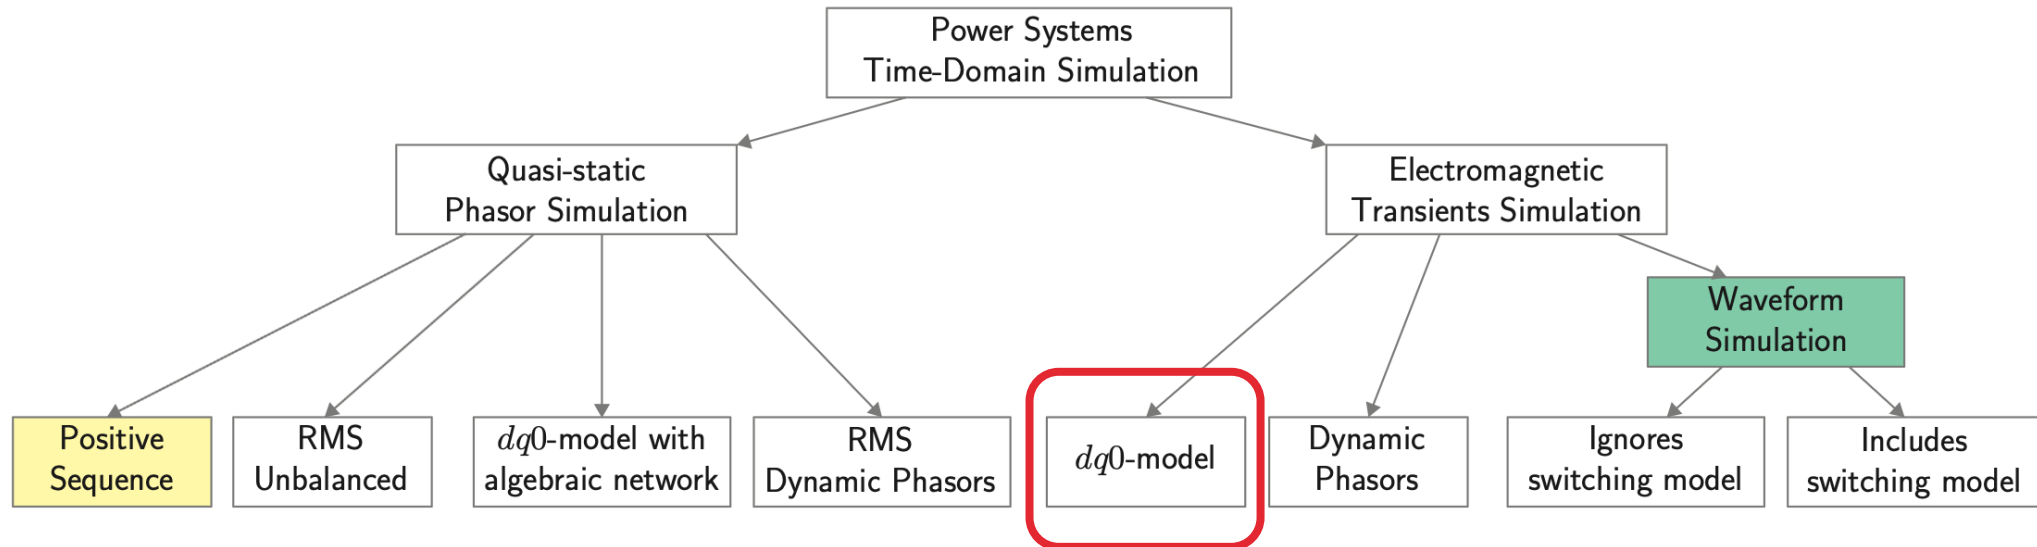 Power Systems
Time-Domain Simulation
Quasi-static
Phasor Simulation
Electromagnetic
Transients Simulation
Waveform
Simulation
Positive
Sequence
RMS
Unbalanced
dq0-model with
algebraic network
RMS
Dynamic Phasors
dq0-model
Dynamic
Phasors
Ignores
switching model
Includes
switching model